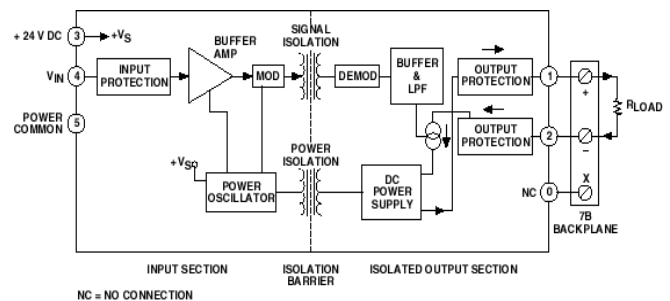 + 24 V DC
3
+VS
VIN
4
POWER
COMMON
5
INPUT
PROTECTION
BUFFER
AMP
MOD
SIGNAL
ISOLATION
DEMOD
BUFFER
&
LPF
OUTPUT
PROTECTION
1
+
RLOAD
OUTPUT
PROTECTION
2
–
POWER
ISOLATION
+VS
POWER
OSCILLATOR
DC
POWER
SUPPLY
NC
0
X
7B
BACKPLANE
INPUT SECTION
ISOLATION
BARRIER
ISOLATED OUTPUT SECTION
NC = NO CONNECTION